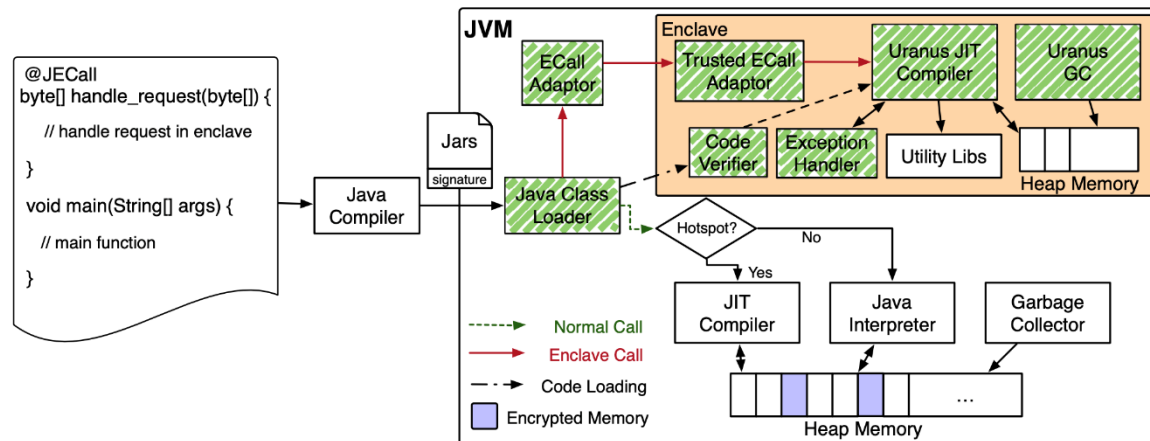 @JECall
byte[] handle_request(byte[]) {
// handle request in enclave
}
void main(String[] args) {
// main function
}
Java
Compiler
Jars
signature
JVM
ECall
Adaptor
Java Class
Loader
Enclave
Trusted ECall
Adaptor
Uranus JIT
Compiler
Uranus
GC
Code
Verifier
Exception
Handler
Utility Libs
Heap Memory
Hotspot?
No
Yes
JIT
Compiler
Java
Interpreter
Garbage
Collector
...
Heap Memory
Normal Call
Enclave Call
Code Loading
Encrypted Memory